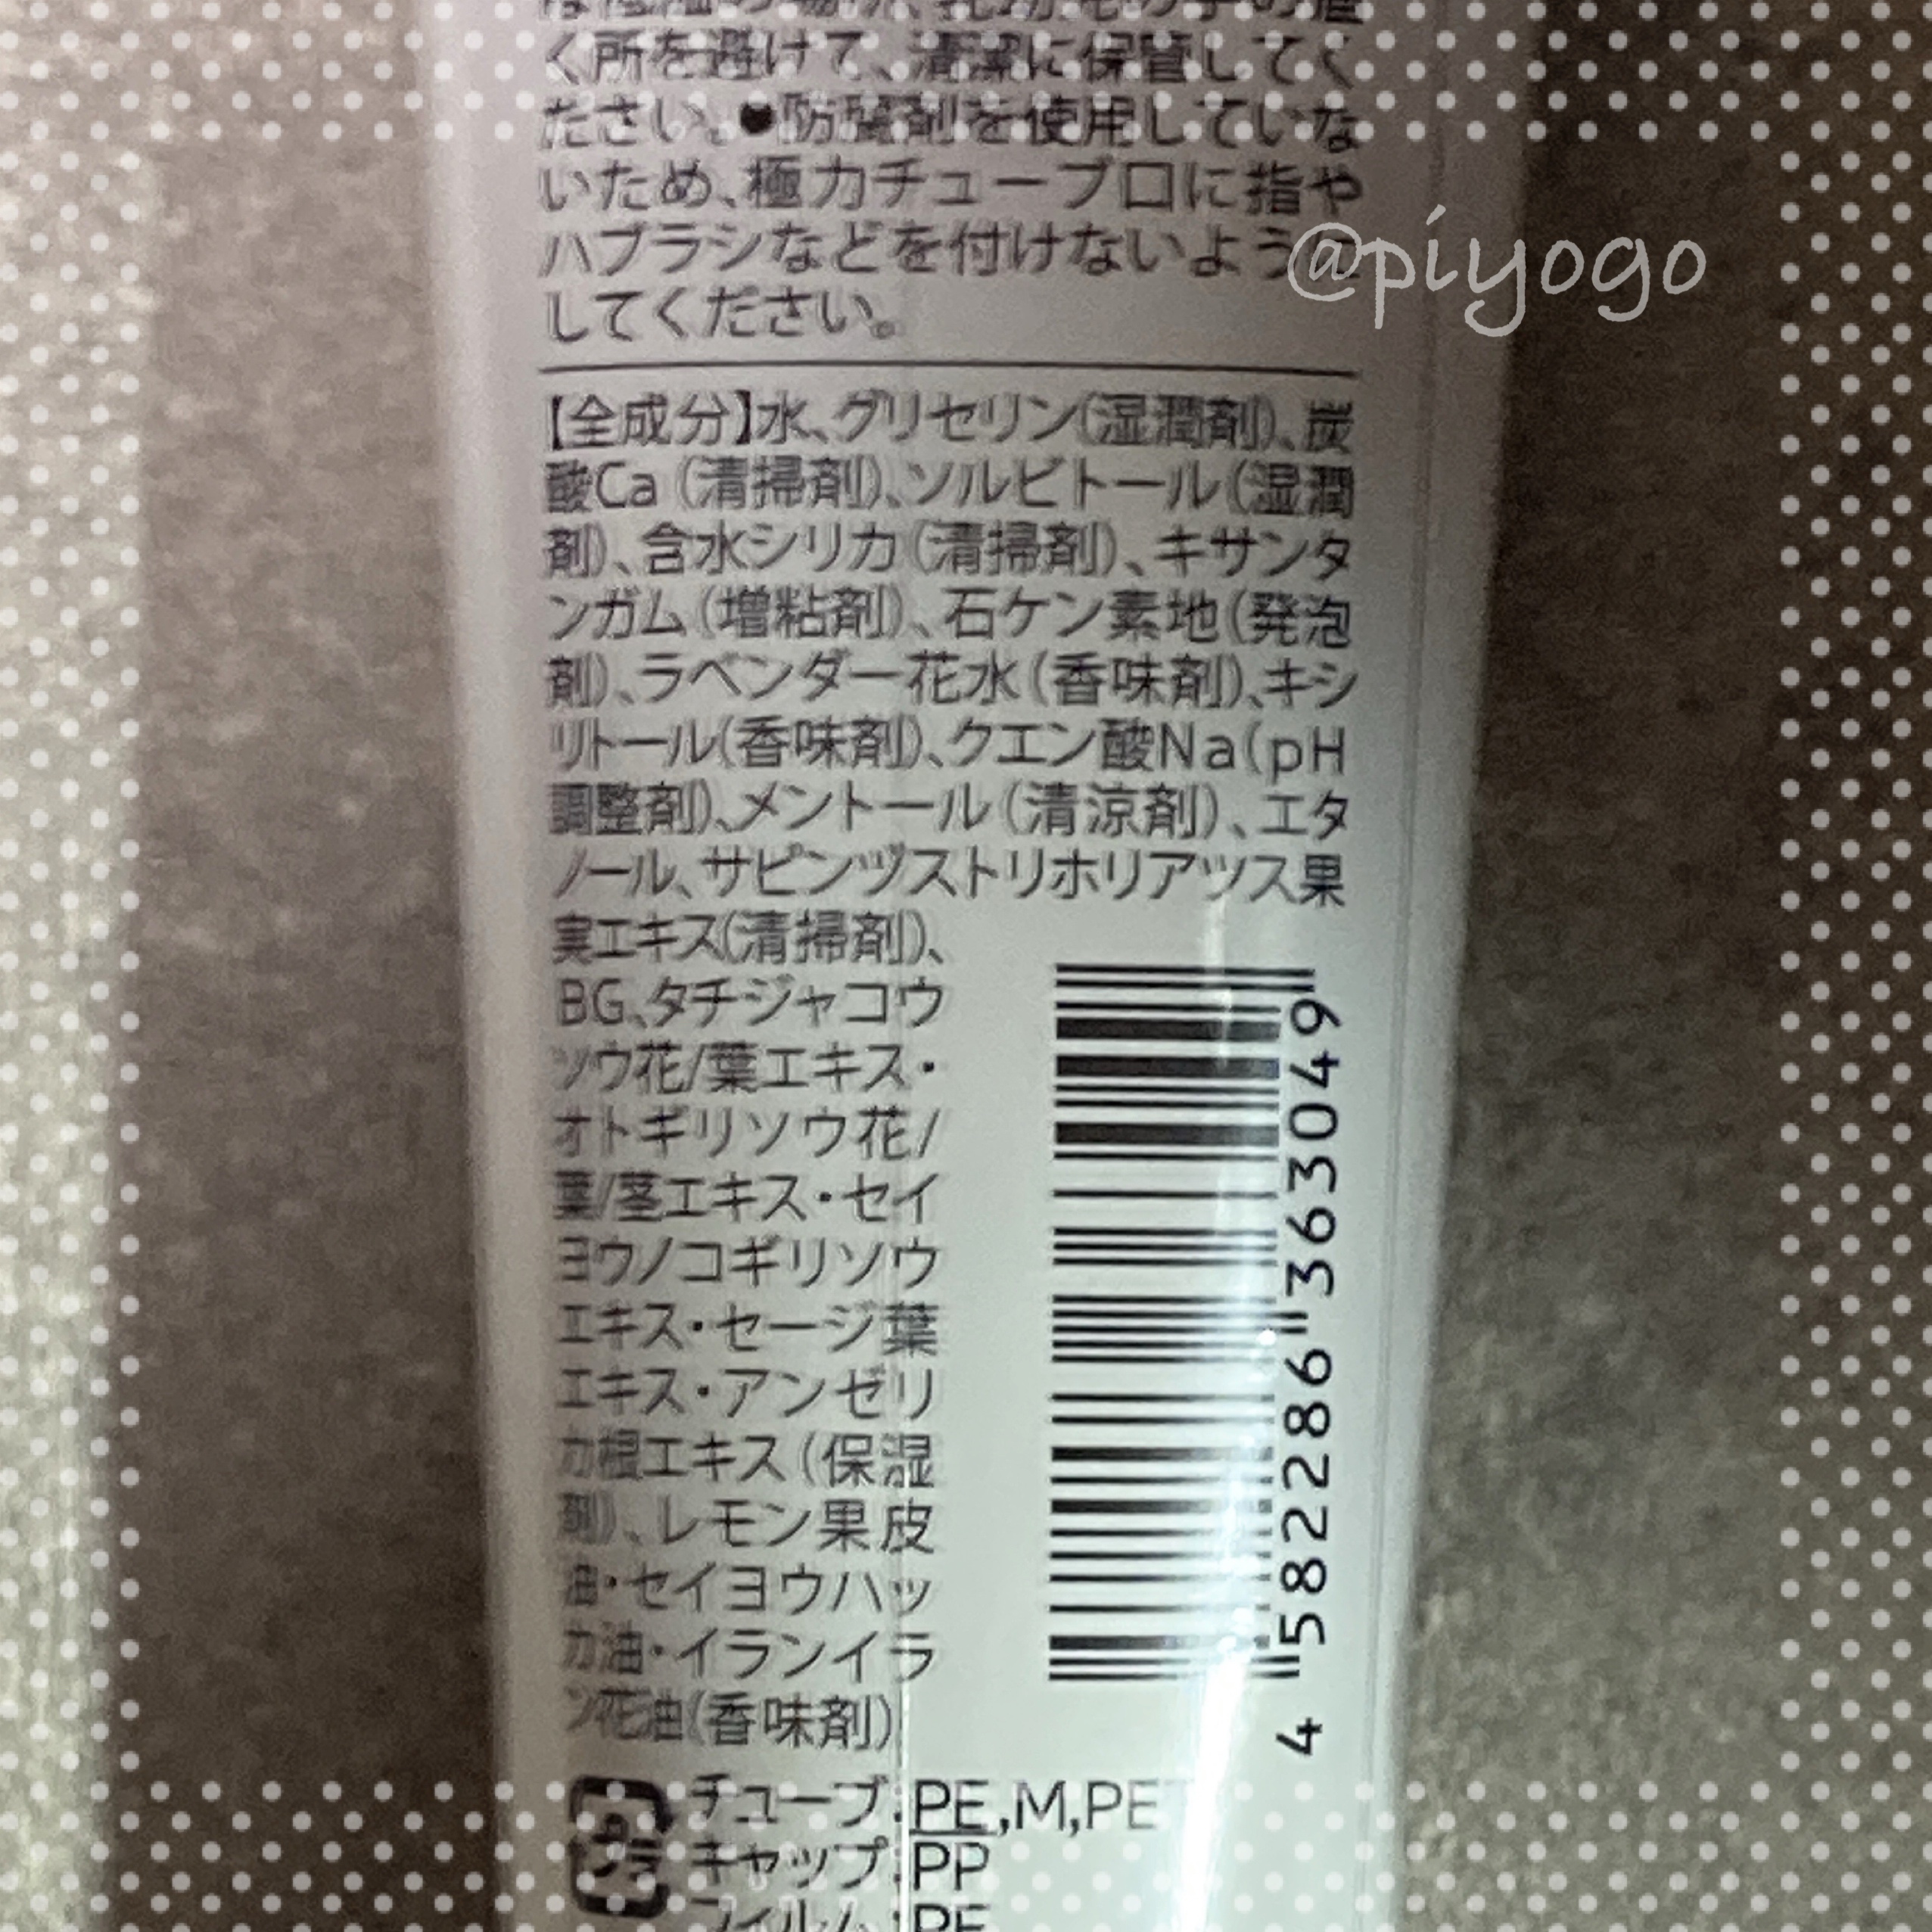 く所を避けて、清潔に保管してく
ださい。●防腐剤を使用していな
いため、極力チューブ口に指や
ハブラシなどを付けないように
してください。
@piyogo
【全成分】水、グリセリン(湿潤剤)、炭
酸Ca(清掃剤)、ソルビトール(湿潤
剤)、含水シリカ(清掃剤)、キサンタ
ンガム(増粘剤)、石ケン素地(発泡
剤)、ラベンダー花水(香味剤)、キシ
リトール(香味剤)、クエン酸Na(pH
調整剤)、メントール(清涼剤)、エタ
ノール、サピンヅストリホリアツス果
実エキス(清掃剤)、
BG、タチジャコウ
ソウ花/葉エキス・
オトギリソウ花/
葉/茎エキス・セイ
ヨウノコギリソウ
エキス・セージ葉
エキス・アンゼリ
カ根エキス(保湿
剤)、レモン果皮
油・セイヨウハッ
カ油・イランイラ
ン花油(香味剤)
4582286363049
プラ
チューブ:PE,M,PET
キャップ:PP
フィルム:PE